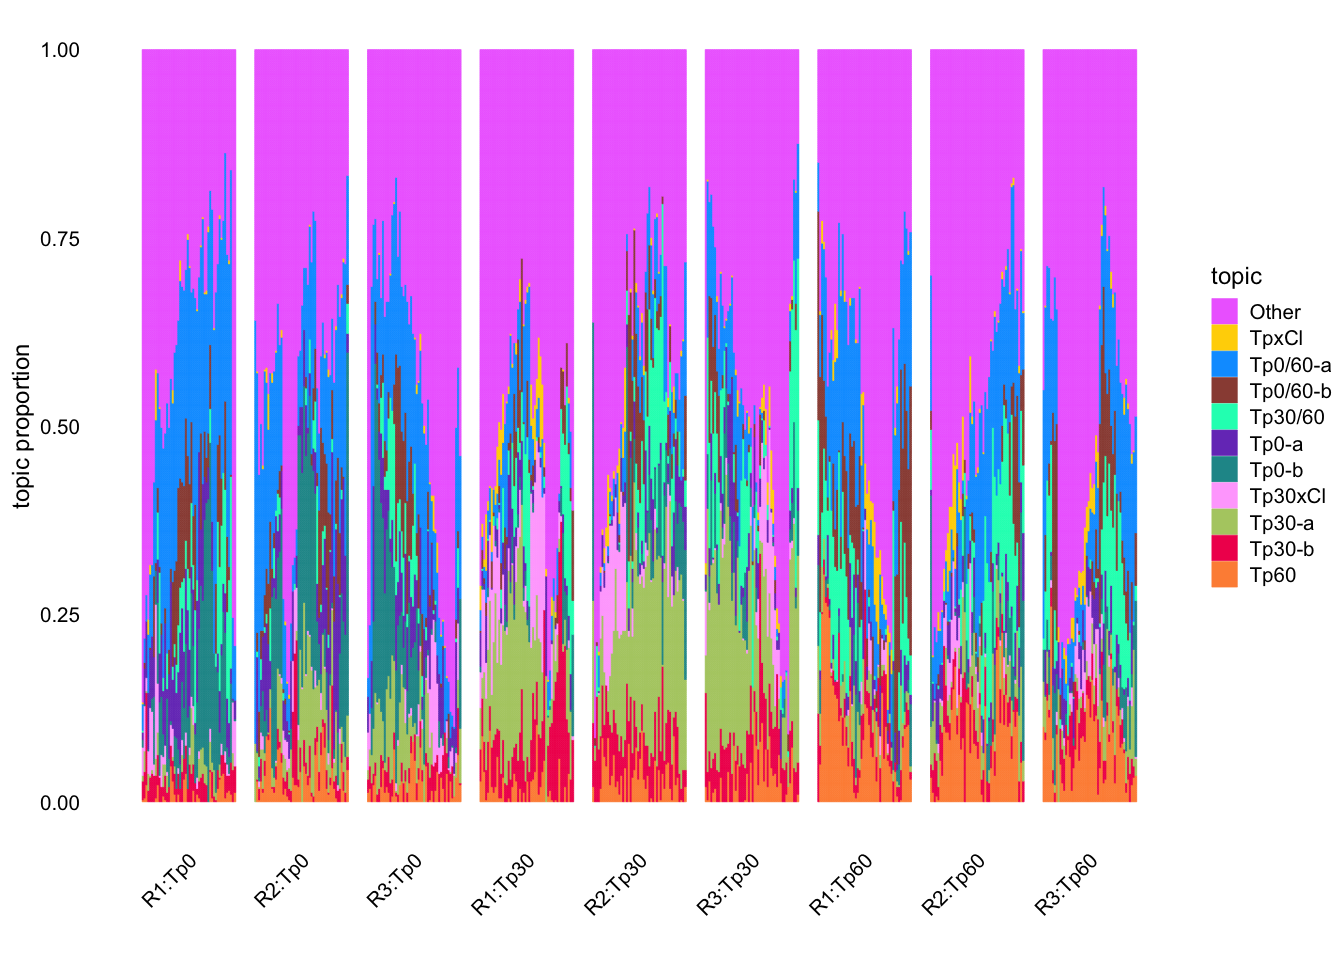 1.00
0.75
0.50
0.25
0.00
topic proportion
R1:Tp0
R2:Tp0
R3:Tp0
R1:Tp30
R2:Tp30
R3:Tp30
R1:Tp60
R2:Tp60
R3:Tp60
topic
Other
TpxCl
Tp0/60-a
Tp0/60-b
Tp30/60
Tp0-a
Tp0-b
Tp30xCl
Tp30-a
Tp30-b
Tp60